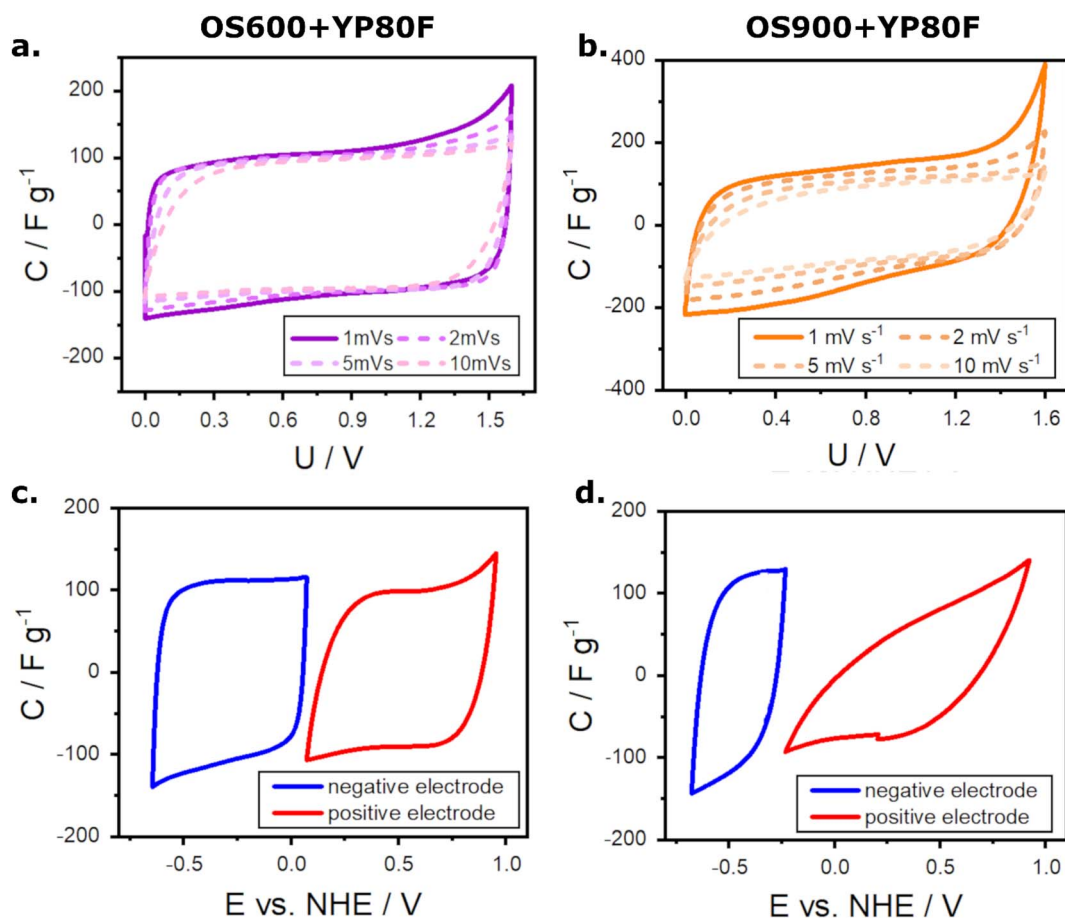 OS600+YP80F
OS900+YP80F
a.
200
100
0
-100
-200
C / F g-1
0.0 0.3 0.6 0.9 1.2 1.5
U / V
1mVs 2mVs
5mVs 10mVs
b.
400
200
0
-200
-400
C / F g-1
0.0 0.4 0.8 1.2 1.6
U / V
1 mV s-1 2 mV s-1
5 mV s-1 10 mV s-1
c.
200
100
0
-100
-200
C / F g-1
-0.5 0.0 0.5 1.0
E vs. NHE / V
negative electrode
positive electrode
d.
200
100
0
-100
-200
C / F g-1
-0.5 0.0 0.5 1.0
E vs. NHE / V
negative electrode
positive electrode